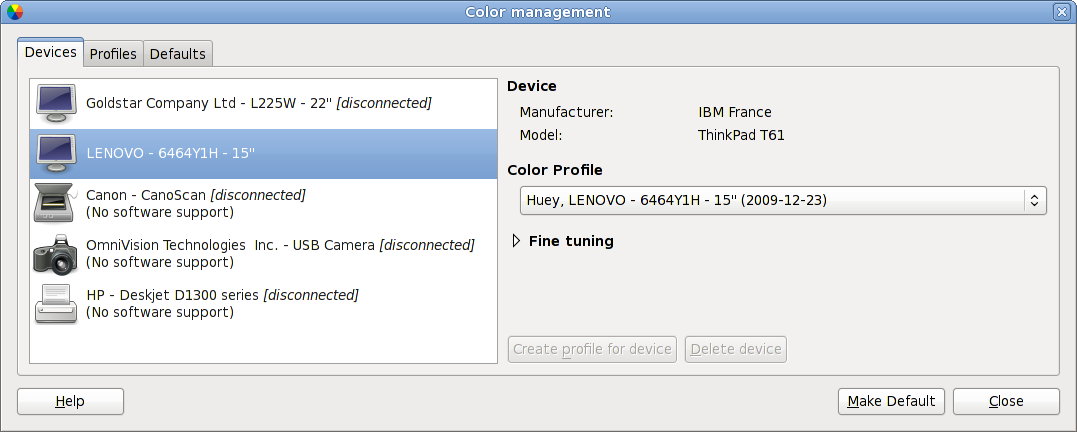 Color management
Devices
Profiles
Defaults
Goldstar Company Ltd - L225W - 22" [disconnected]
LENOVO - 6464Y1H - 15"
Canon - CanoScan [disconnected]
(No software support)
OmniVision Technologies  Inc. - USB Camera [disconnected]
(No software support)
HP - Deskjet D1300 series [disconnected]
(No software support)
Device
Manufacturer: IBM France
Model: ThinkPad T61
Color Profile
Huey, LENOVO - 6464Y1H - 15" (2009-12-23)
Fine tuning
Create profile for device
Delete device
Help
Make Default
Close